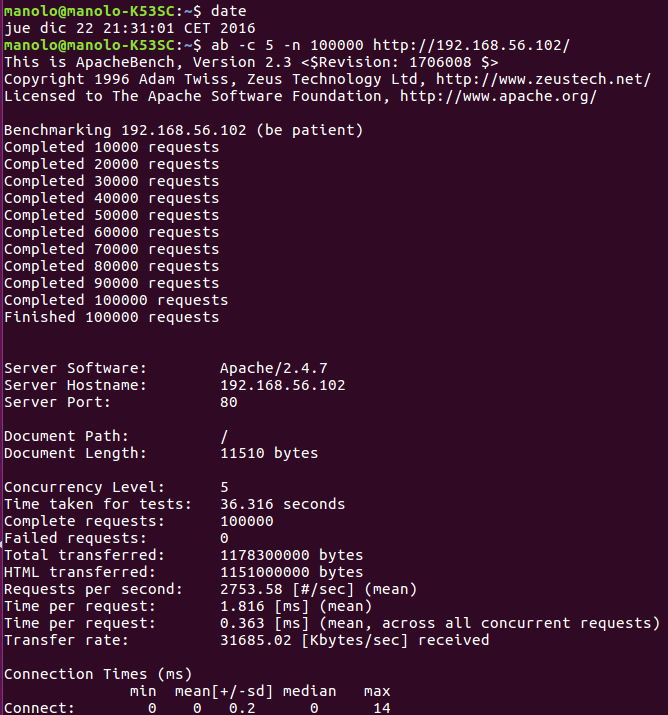 manolo@manolo-K53SC:~$ date
jue dic 22 21:31:01 CET 2016
manolo@manolo-K53SC:~$ ab -c 5 -n 100000 http://192.168.56.102/
This is ApacheBench, Version 2.3 <$Revision: 1706008 $>
Copyright 1996 Adam Twiss, Zeus Technology Ltd, http://www.zeustech.net/
Licensed to The Apache Software Foundation, http://www.apache.org/

Benchmarking 192.168.56.102 (be patient)
Completed 10000 requests
Completed 20000 requests
Completed 30000 requests
Completed 40000 requests
Completed 50000 requests
Completed 60000 requests
Completed 70000 requests
Completed 80000 requests
Completed 90000 requests
Completed 100000 requests
Finished 100000 requests


Server Software:        Apache/2.4.7
Server Hostname:        192.168.56.102
Server Port:            80

Document Path:          /
Document Length:        11510 bytes

Concurrency Level:      5
Time taken for tests:   36.316 seconds
Complete requests:      100000
Failed requests:        0
Total transferred:      1178300000 bytes
HTML transferred:       1151000000 bytes
Requests per second:    2753.58 [#/sec] (mean)
Time per request:       1.816 [ms] (mean)
Time per request:       0.363 [ms] (mean, across all concurrent requests)
Transfer rate:          31685.02 [Kbytes/sec] received

Connection Times (ms)
              min  mean[+/-sd] median   max
Connect:        0    0   0.2      0      14